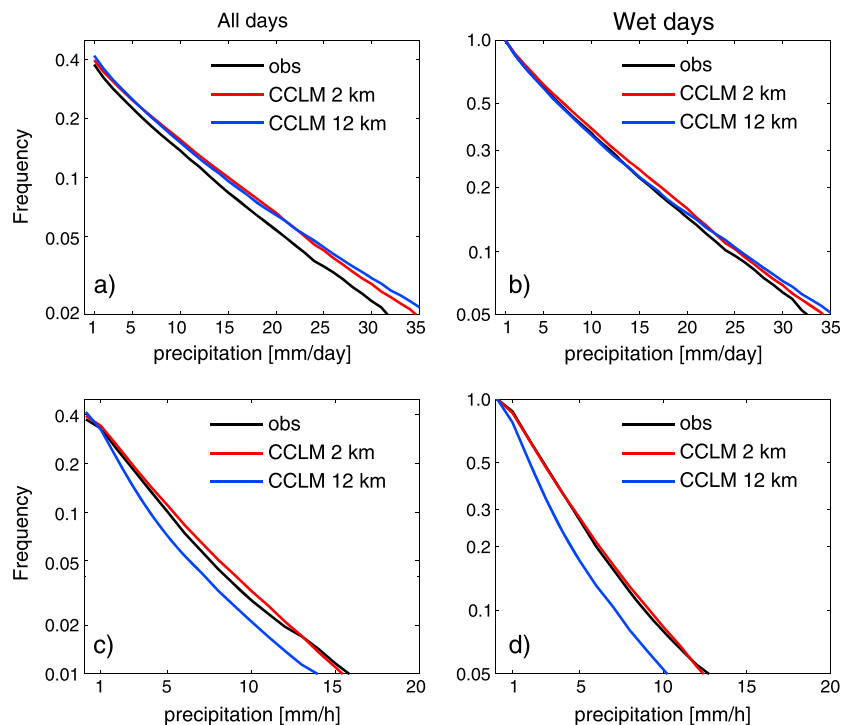 All days
Wet days
0.4
0.2
0.1
0.05
0.02
Frequency
obs
CCLM 2 km
CCLM 12 km
a)
1 5 10 15 20 25 30 35
precipitation [mm/day]
1.0
0.5
0.3
0.2
0.1
0.05
obs
CCLM 2 km
CCLM 12 km
b)
1 5 10 15 20 25 30 35
precipitation [mm/day]
0.4
0.2
0.1
0.05
0.02
0.01
Frequency
obs
CCLM 2 km
CCLM 12 km
c)
1 5 10 15 20
precipitation [mm/h]
1.0
0.5
0.3
0.2
0.1
0.05
obs
CCLM 2 km
CCLM 12 km
d)
1 5 10 15 20
precipitation [mm/h]